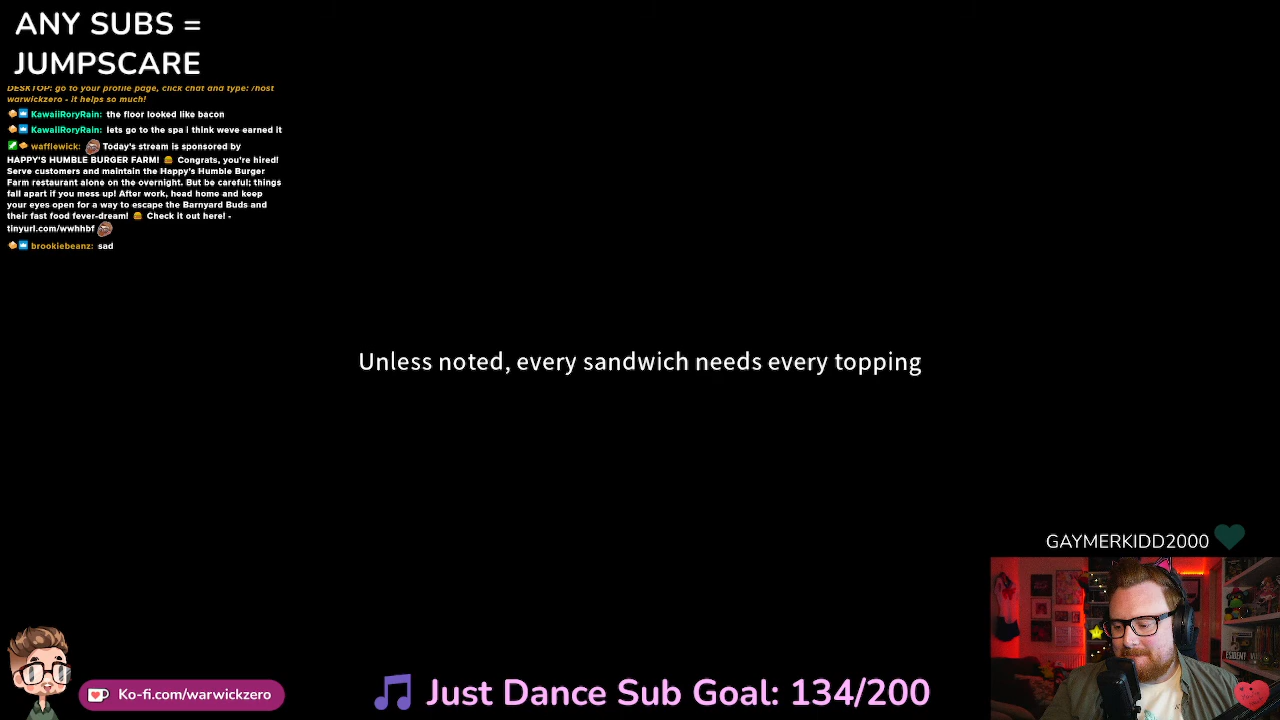 ANY SUBS =
JUMPSCARE
DESKTOP: go to your profile page, click chat and type: /host
warwickzero - it helps so much!
KawaiiRoryRain: the floor looked like bacon
KawaiiRoryRain: lets go to the spa i think weve earned it
wafflewick: Today's stream is sponsored by
HAPPY'S HUMBLE BURGER FARM! 🍔 Congrats, you're hired!
Serve customers and maintain the Happy's Humble Burger
Farm restaurant alone on the overnight. But be careful; things
fall apart if you mess up! After work, head home and keep
your eyes open for a way to escape the Barnyard Buds and
their fast food fever-dream! 🍔 Check it out here! -
tinyurl.com/wwhhbf
brookiebeanz: sad
Unless noted, every sandwich needs every topping
GAYMERKIDD2000
Ko-fi.com/warwickzero
Just Dance Sub Goal: 134/200